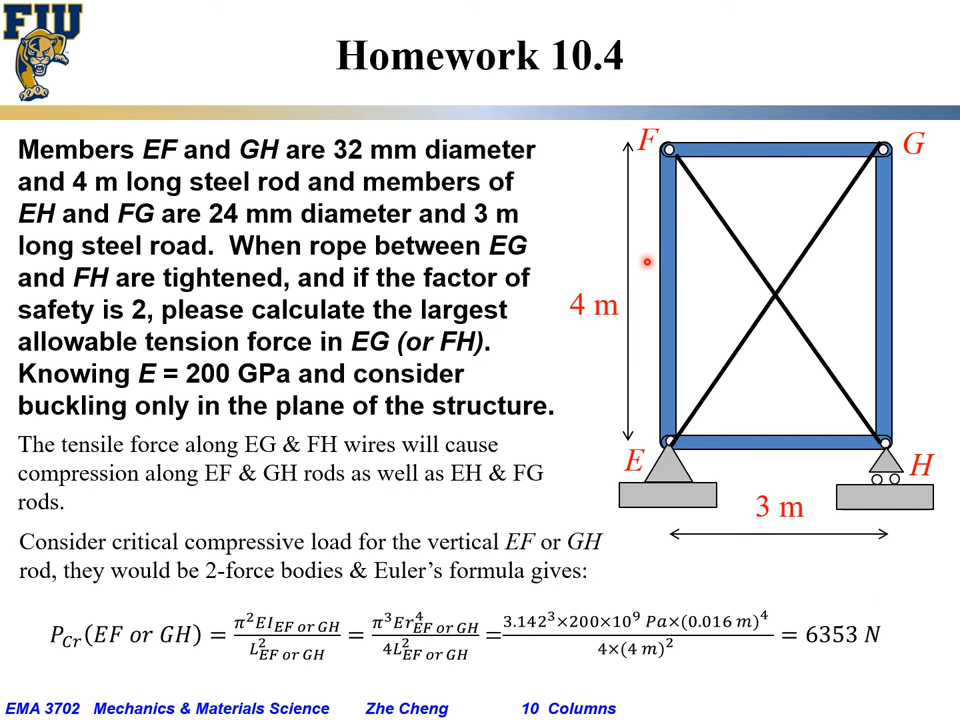 FIU
Homework 10.4
Members EF and GH are 32 mm diameter
and 4 m long steel rod and members of
EH and FG are 24 mm diameter and 3 m
long steel road. When rope between EG
and FH are tightened, and if the factor of
safety is 2, please calculate the largest
allowable tension force in EG (or FH).
Knowing E = 200 GPa and consider
buckling only in the plane of the structure.
The tensile force along EG & FH wires will cause
compression along EF & GH rods as well as EH & FG
rods.
Consider critical compressive load for the vertical EF or GH
rod, they would be 2-force bodies & Euler’s formula gives:
F
G
4 m
E
H
3 m
P_Cr(EF or GH) = π²EI_EF or GH / L²_EF or GH = π³Er⁴_EF or GH / 4L²_EF or GH = 3.142³×200×10⁹ Pa×(0.016 m)⁴ / 4×(4 m)² = 6353 N
EMA 3702 Mechanics & Materials Science Zhe Cheng 10 Columns